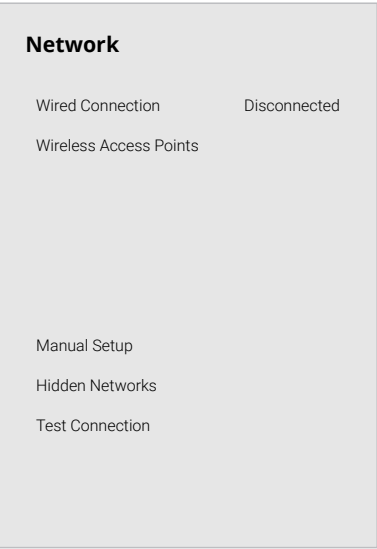 Network
Wired Connection Disconnected
Wireless Access Points
Manual Setup
Hidden Networks
Test Connection